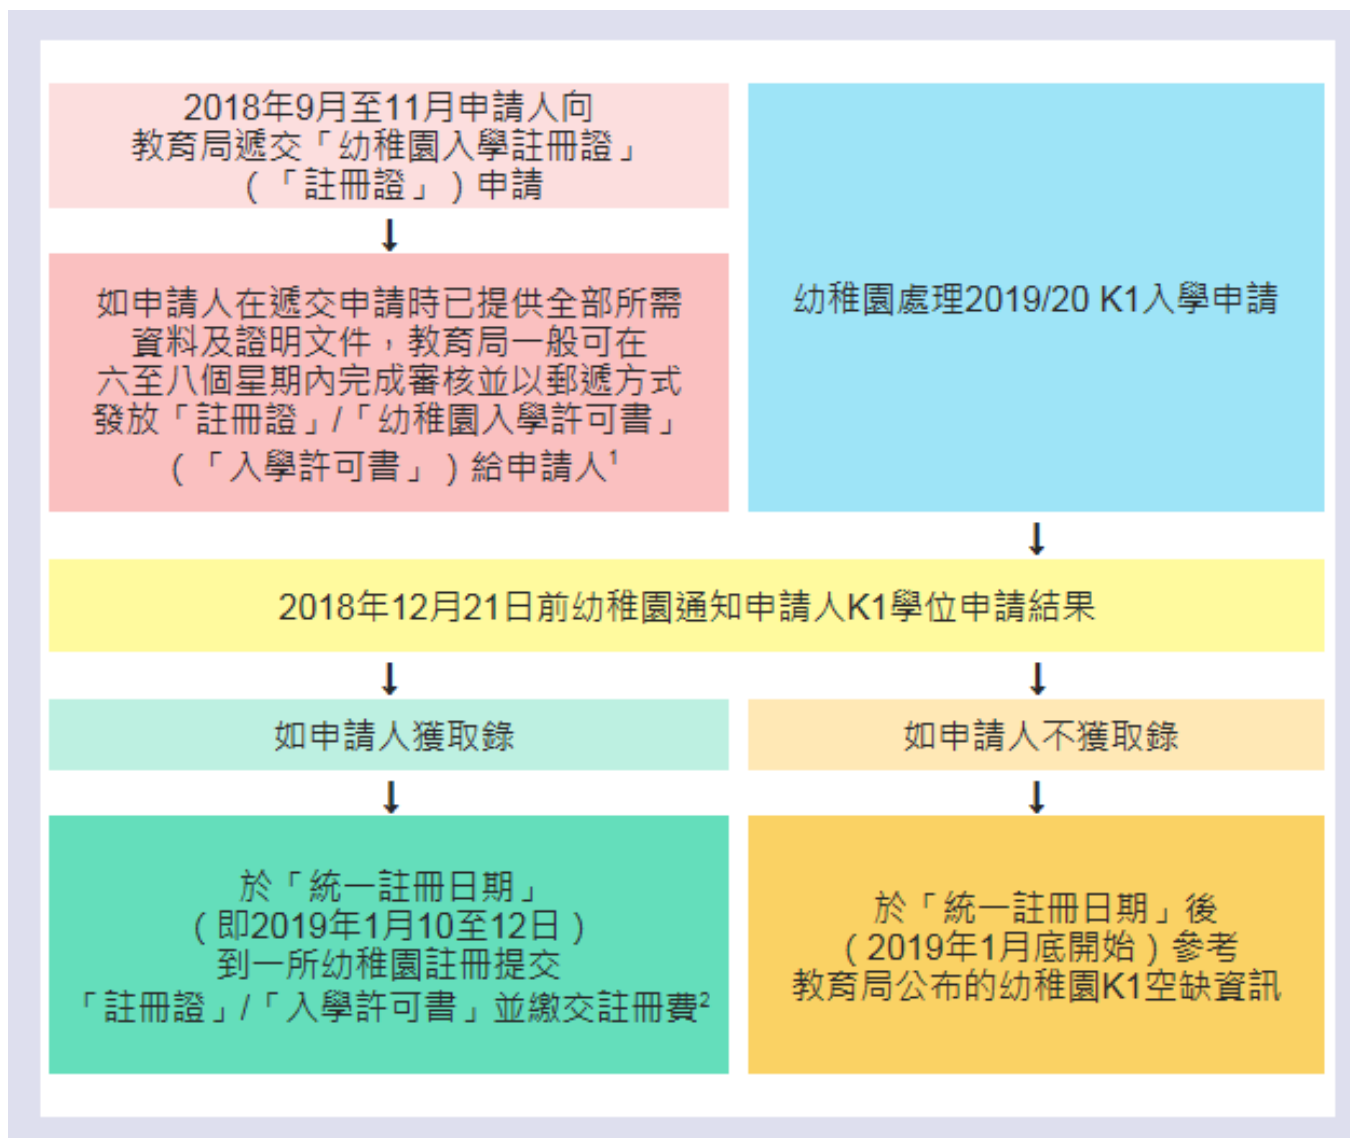 2018年9月至11月申請人向
教育局遞交「幼稚園入學註冊證」
（「註冊證」）申請
如申請人在遞交申請時已提供全部所需
資料及證明文件，教育局一般可在
六至八個星期內完成審核並以郵遞方式
發放「註冊證」/「幼稚園入學許可書」
（「入學許可書」）給申請人¹
幼稚園處理2019/20 K1入學申請
2018年12月21日前幼稚園通知申請人K1學位申請結果
如申請人獲取錄
如申請人不獲取錄
於「統一註冊日期」
（即2019年1月10至12日）
到一所幼稚園註冊提交
「註冊證」/「入學許可書」並繳交註冊費²
於「統一註冊日期」後
（2019年1月底開始）參考
教育局公布的幼稚園K1空缺資訊